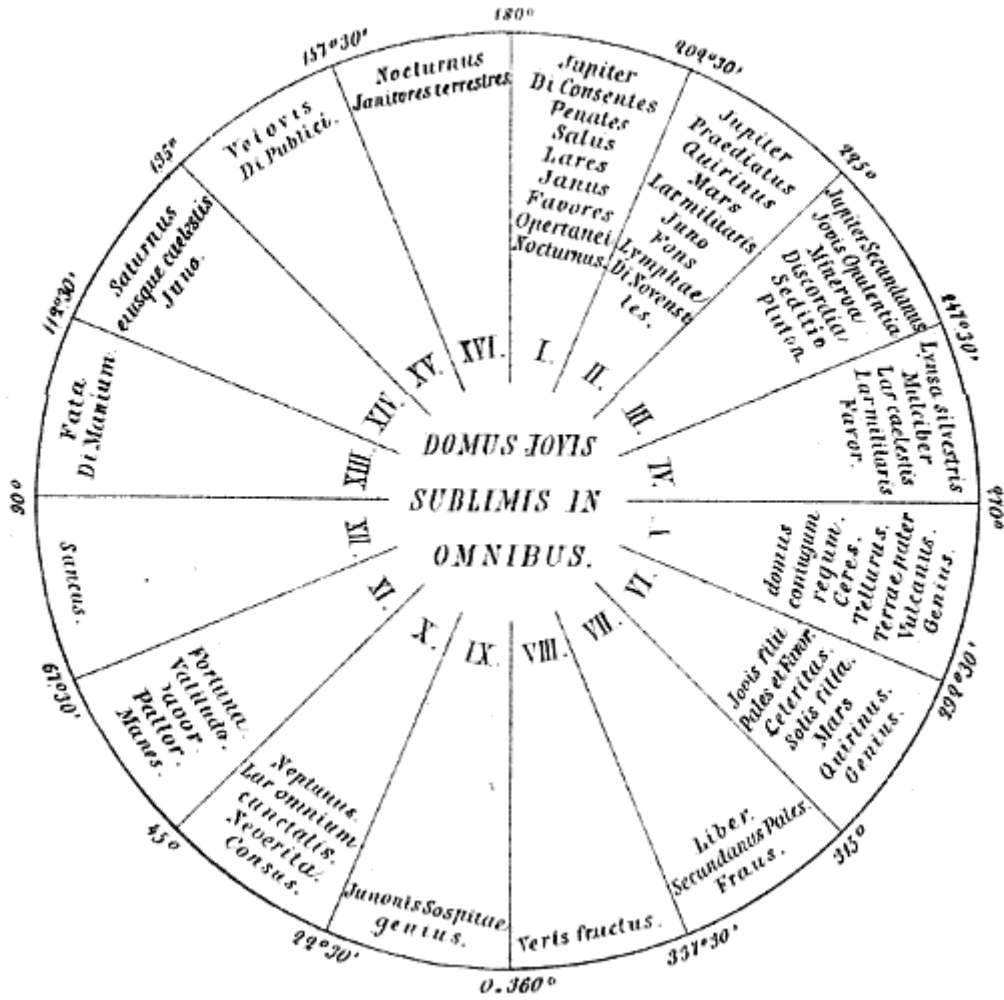 180°
Jupiter
Di Consentes
Penates
Salus
Lares
Janus
Favores
Opertanei
Nocturnus.
I.
202°30'
Jupiter
Praediatus
Quirinus
Mars
Lar militaris
Juno
Fons
Lymphae
Di Novensi
les.
II.
225°
Jupiter Secundanus
Jovis Opulentia
Minerva
Discordia
Seditio
Pluton.
III.
247°30'
Lynsa silvestris
Mulciber
Lar caelestis
Lar militaris
Favor.
IV.
270°
domus
conjugum
regum.
Ceres.
Tellurus.
Terrae pater
Vulcanus.
Genius.
V.
292°30'
Jovis filii
Pales et Favor.
Celeritas.
Solis filia.
Mars
Quirinus.
Genius.
VI.
315°
Liber.
Secundanus Pales.
Fraus.
VII.
337°30'
Veris fructus.
VIII.
0.360°
Junonis Sospitae
genius.
IX.
22°30'
Neptunus.
Lar omnium
cunctalis.
Neverita.
Consus.
X.
45°
Fortuna
Valitudo.
Pavor.
Pallor.
Manes.
XI.
67°30'
Sancus.
XII.
90°
Fata
Di Manium.
XIII.
112°30'
Saturnus
ejusque caelestis
Juno.
XIV.
135°
Veiovis
Di Publici.
XV.
157°30'
Nocturnus
Janitores terrestres.
XVI.
DOMUS JOVIS
SUBLIMIS IN
OMNIBUS.